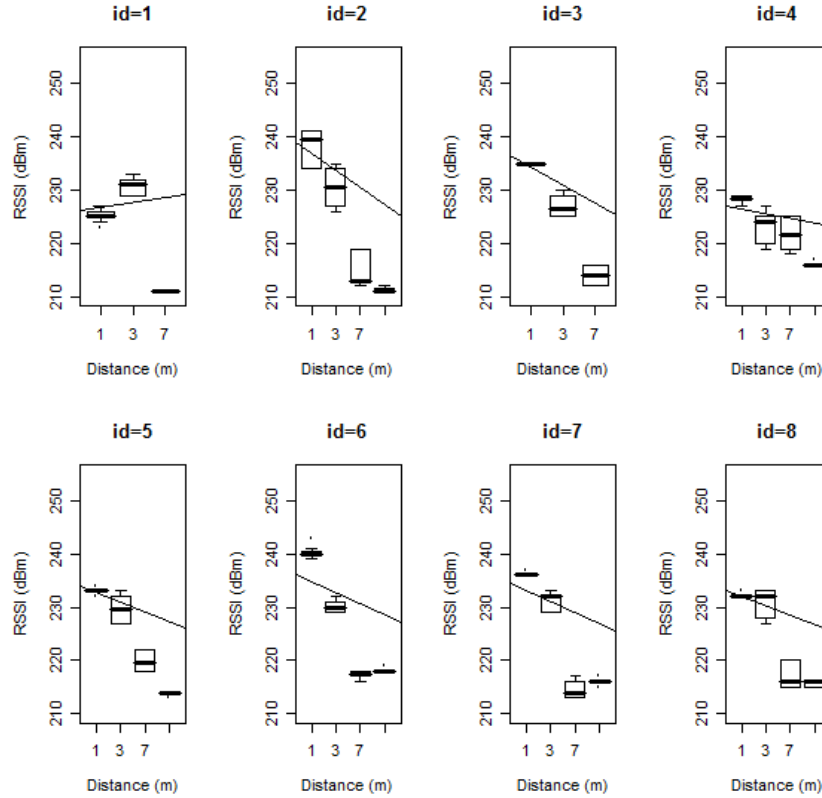 id=1 id=2 id=3 id=4
RSSI (dBm) RSSI (dBm) RSSI (dBm) RSSI (dBm)
250 250 250 250
240 240 240 240
230 230 230 230
220 220 220 220
210 210 210 210
1 3 7 1 3 7 1 3 7 1 3 7
Distance (m) Distance (m) Distance (m) Distance (m)
id=5 id=6 id=7 id=8
RSSI (dBm) RSSI (dBm) RSSI (dBm) RSSI (dBm)
250 250 250 250
240 240 240 240
230 230 230 230
220 220 220 220
210 210 210 210
1 3 7 1 3 7 1 3 7 1 3 7
Distance (m) Distance (m) Distance (m) Distance (m)